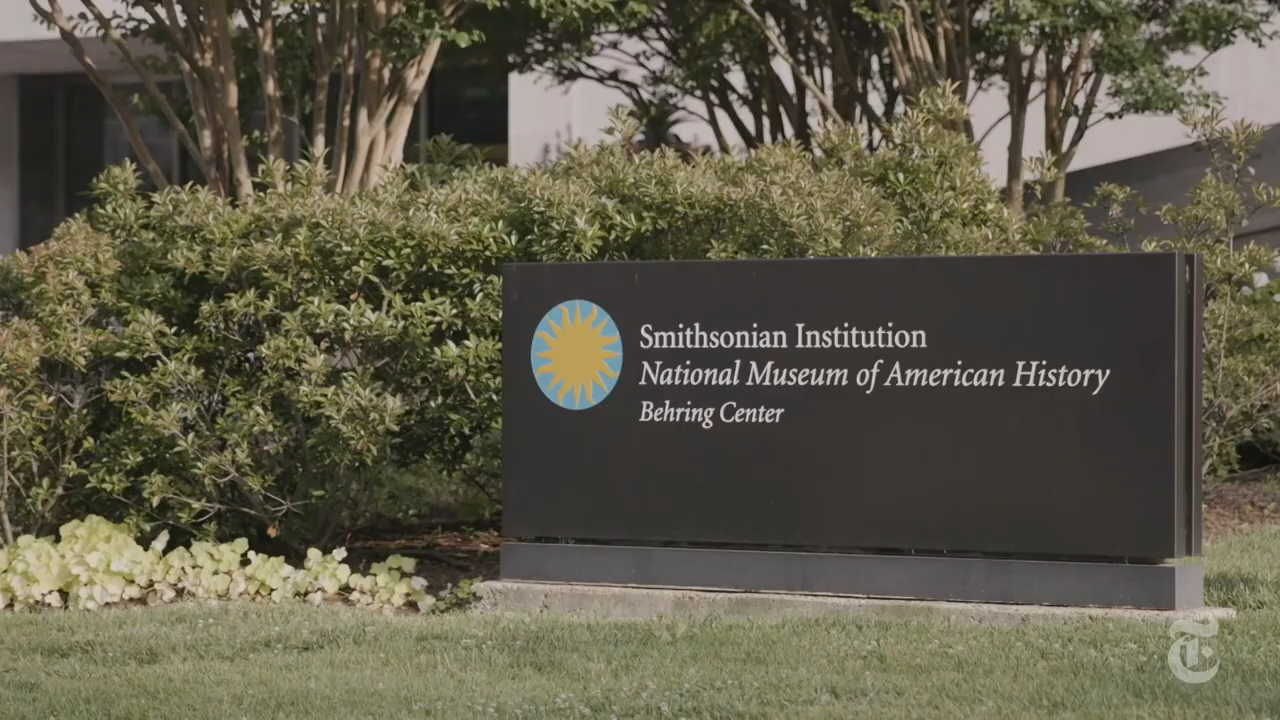 Smithsonian Institution
National Museum of American History
Behring Center
T